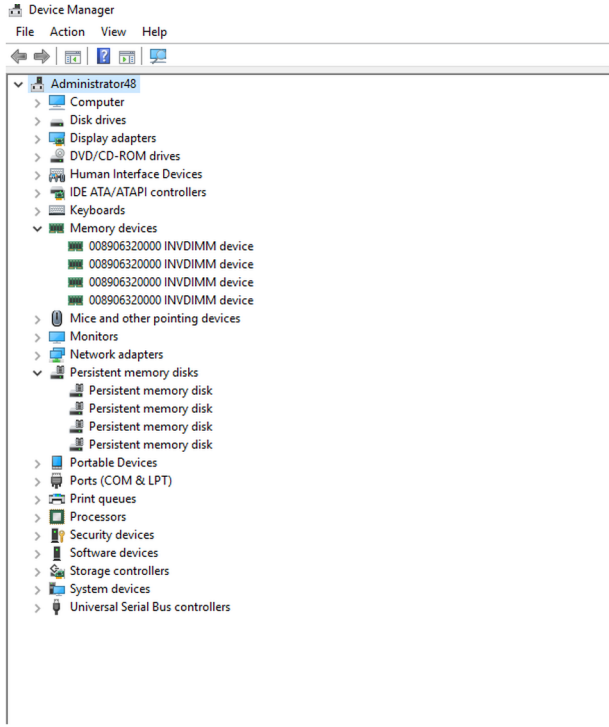 Device Manager
File Action View Help
Administrator48
Computer
Disk drives
Display adapters
DVD/CD-ROM drives
Human Interface Devices
IDE ATA/ATAPI controllers
Keyboards
Memory devices
008906320000 INVDIMM device
008906320000 INVDIMM device
008906320000 INVDIMM device
008906320000 INVDIMM device
Mice and other pointing devices
Monitors
Network adapters
Persistent memory disks
Persistent memory disk
Persistent memory disk
Persistent memory disk
Persistent memory disk
Portable Devices
Ports (COM & LPT)
Print queues
Processors
Security devices
Software devices
Storage controllers
System devices
Universal Serial Bus controllers